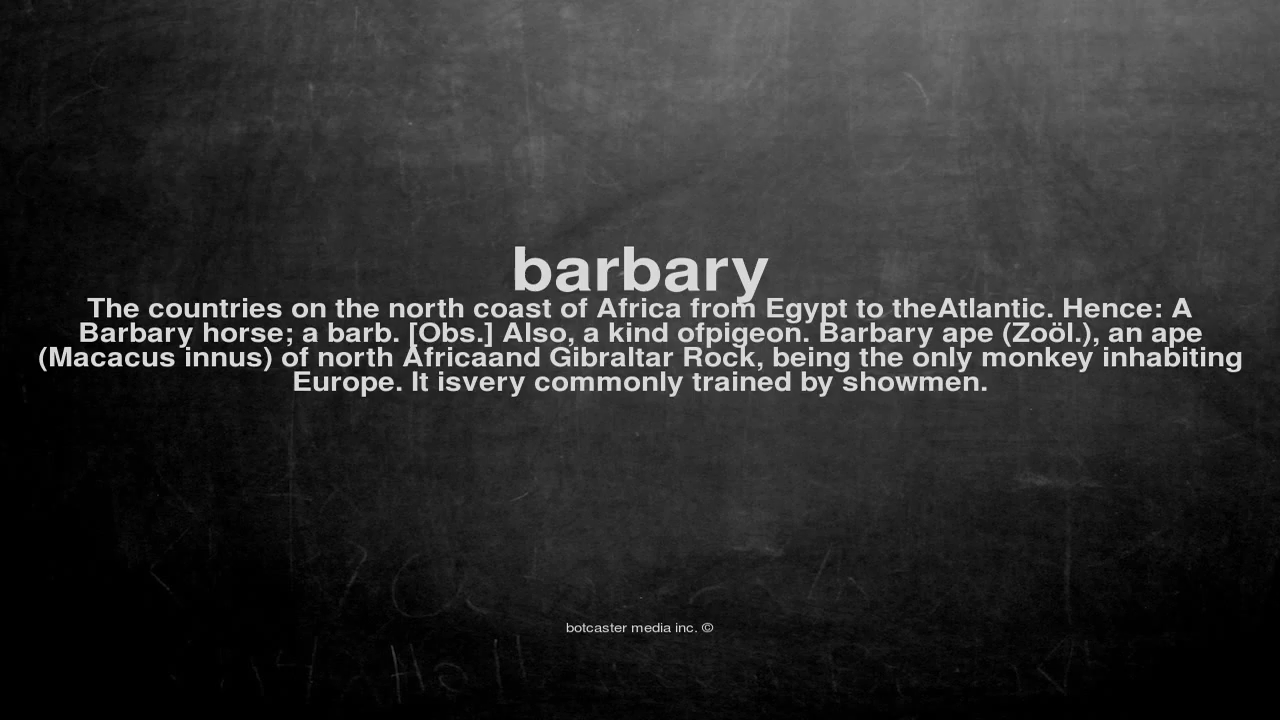 barbary
The countries on the north coast of Africa from Egypt to theAtlantic. Hence: A
Barbary horse; a barb. [Obs.] Also, a kind ofpigeon. Barbary ape (Zoöl.), an ape
(Macacus innus) of north Africaand Gibraltar Rock, being the only monkey inhabiting
Europe. It isvery commonly trained by showmen.
botcaster media inc. ©